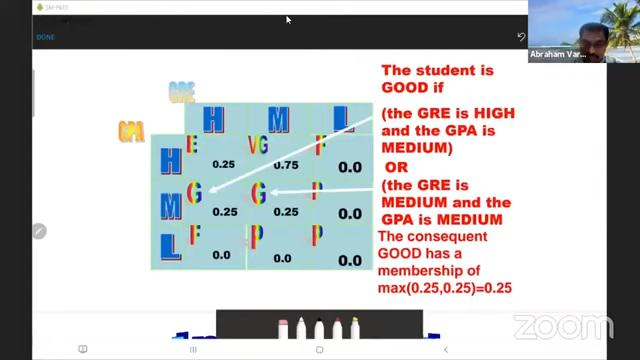 SM-P615
DONE
Abraham Var...
The student is
GOOD if
(the GRE is HIGH
and the GPA is
MEDIUM)
OR
(the GRE is
MEDIUM and the
GPA is MEDIUM
The consequent
GOOD has a
membership of
max(0.25,0.25)=0.25
GRE
GPA
H M L
H E 0.25 VG 0.75 F 0.0
M G 0.25 G 0.25 P 0.0
L F 0.0 P 0.0 P 0.0
zoom